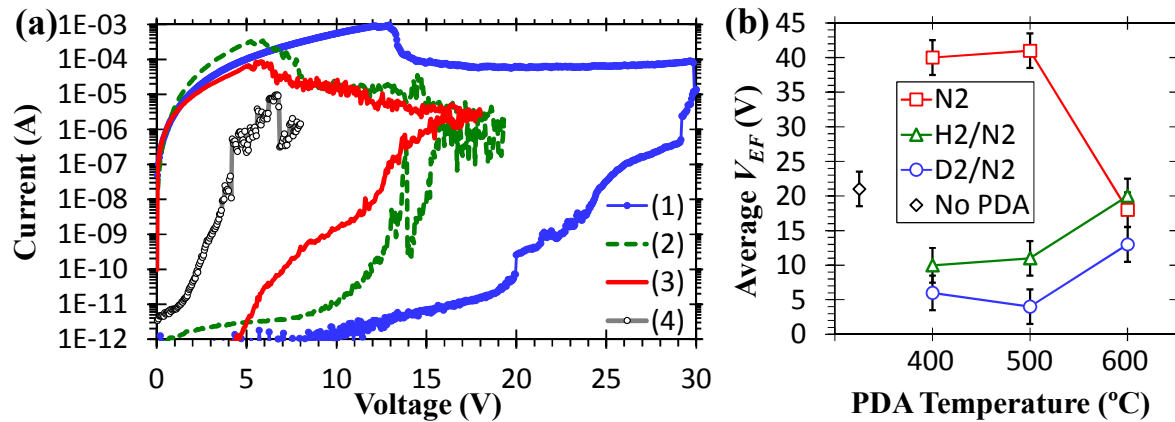 (a)
1E-03
1E-04
1E-05
1E-06
1E-07
1E-08
1E-09
1E-10
1E-11
1E-12
Current (A)
0 5 10 15 20 25 30
Voltage (V)
(1)
(2)
(3)
(4)
(b)
45
40
35
30
25
20
15
10
5
0
Average VEF (V)
N2
H2/N2
D2/N2
No PDA
400 500 600
PDA Temperature (ºC)